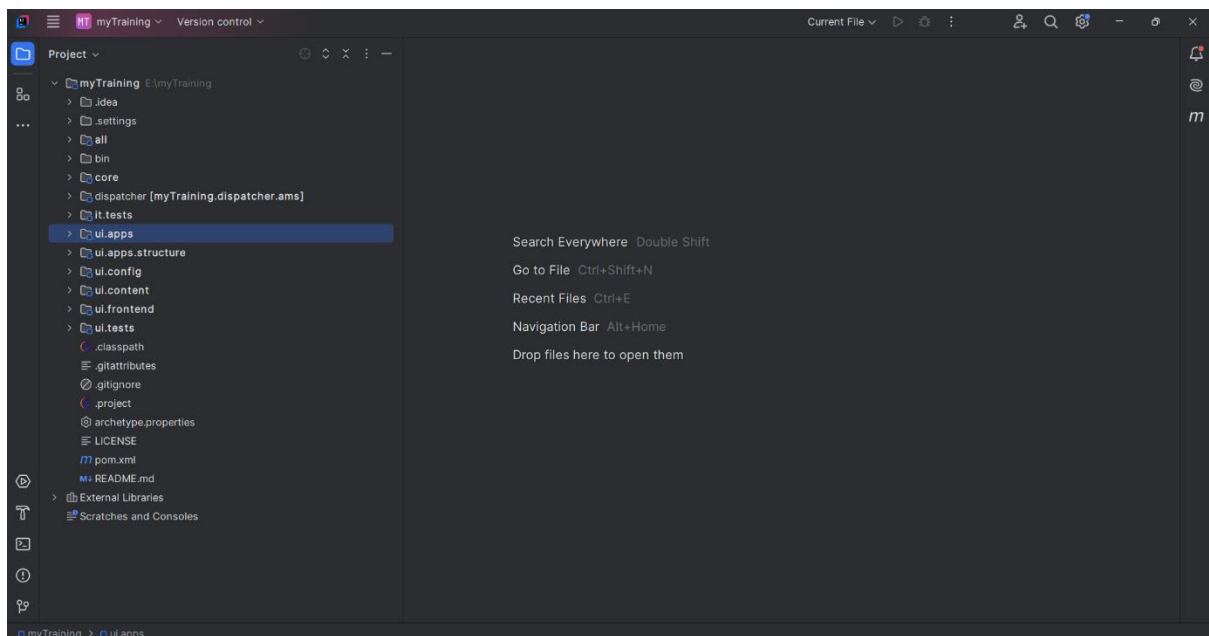 MT myTraining Version control Current File
Project
myTraining E:\myTraining
.idea
.settings
all
bin
core
dispatcher [myTraining.dispatcher.ams]
it.tests
ui.apps
ui.apps.structure
ui.config
ui.content
ui.frontend
ui.tests
.classpath
.gitattributes
.gitignore
.project
archetype.properties
LICENSE
m pom.xml
M↓ README.md
External Libraries
Scratches and Consoles
Search Everywhere Double Shift
Go to File Ctrl+Shift+N
Recent Files Ctrl+E
Navigation Bar Alt+Home
Drop files here to open them
m
myTraining > ui.apps